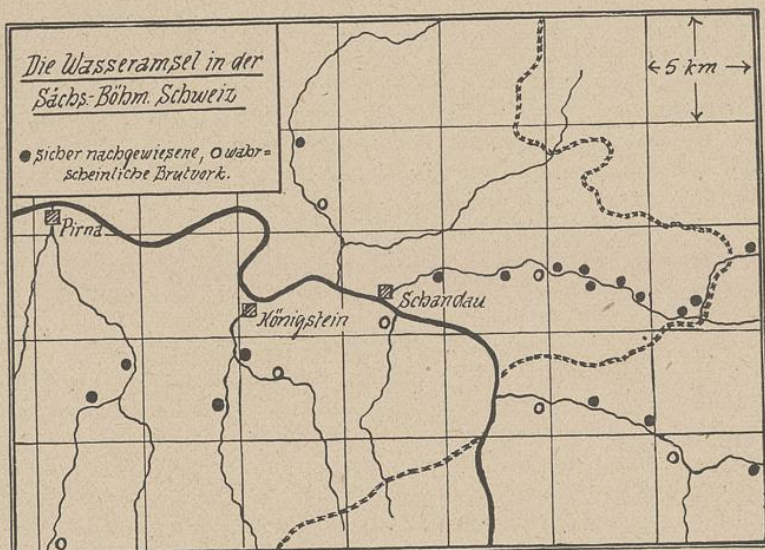 Die Wasseramsel in der
Sächs.-Böhm. Schweiz
● sicher nachgewiesene, ○ wahr=
scheinliche Brutvork.
5 km
Pirna
Königstein
Schandau